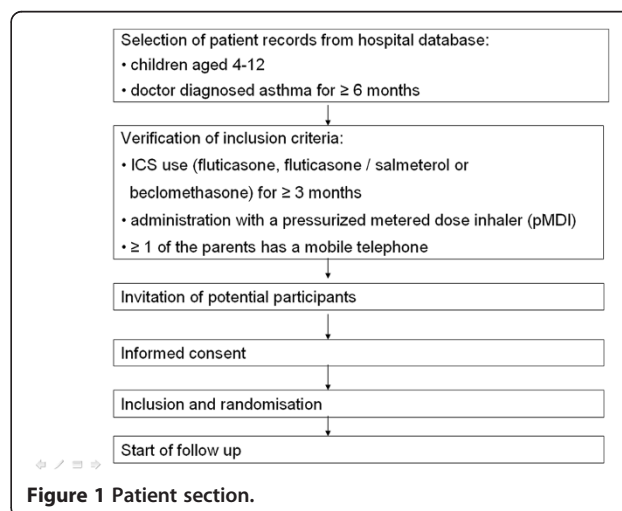 Selection of patient records from hospital database:
• children aged 4-12
• doctor diagnosed asthma for ≥ 6 months
Verification of inclusion criteria:
• ICS use (fluticasone, fluticasone / salmeterol or
beclomethasone) for ≥ 3 months
• administration with a pressurized metered dose inhaler (pMDI)
• ≥ 1 of the parents has a mobile telephone
Invitation of potential participants
Informed consent
Inclusion and randomisation
Start of follow up
Figure 1 Patient section.